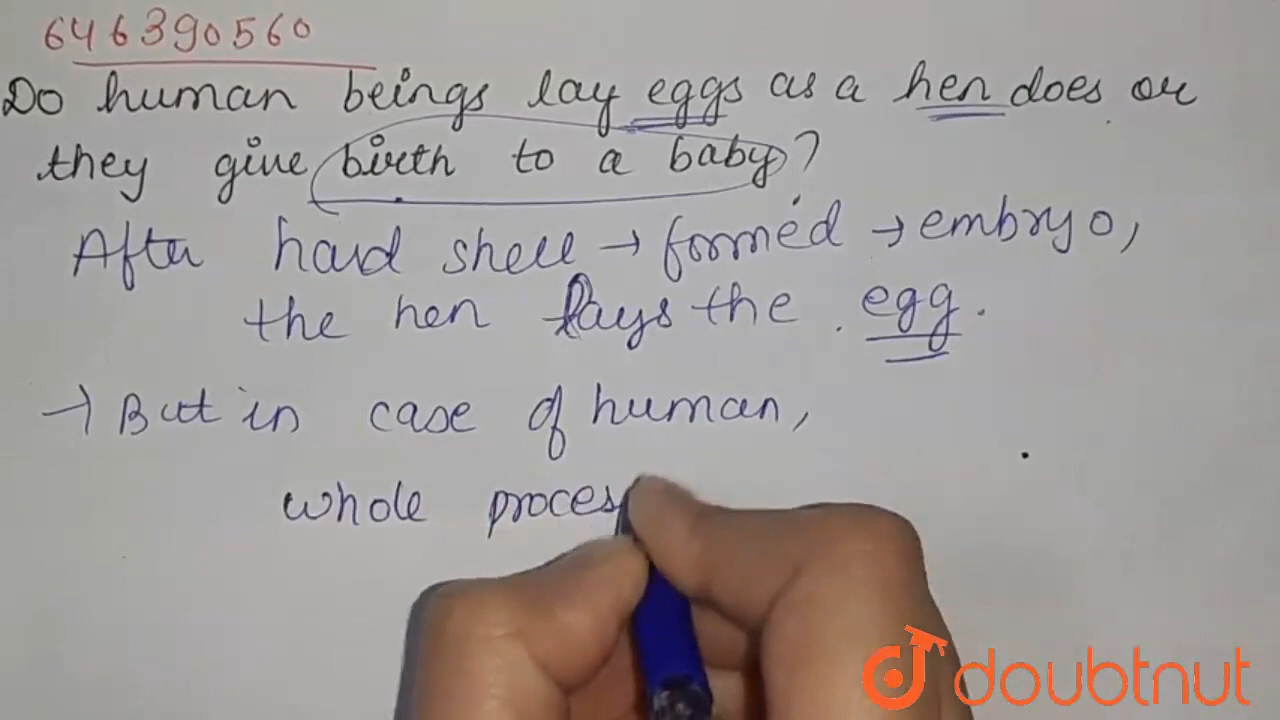 646390560
Do human beings lay eggs as a hen does or
they give birth to a baby?
After hard shell → formed → embryo,
the hen lays the egg.
→ But in case of human,
whole proces
doubtnut